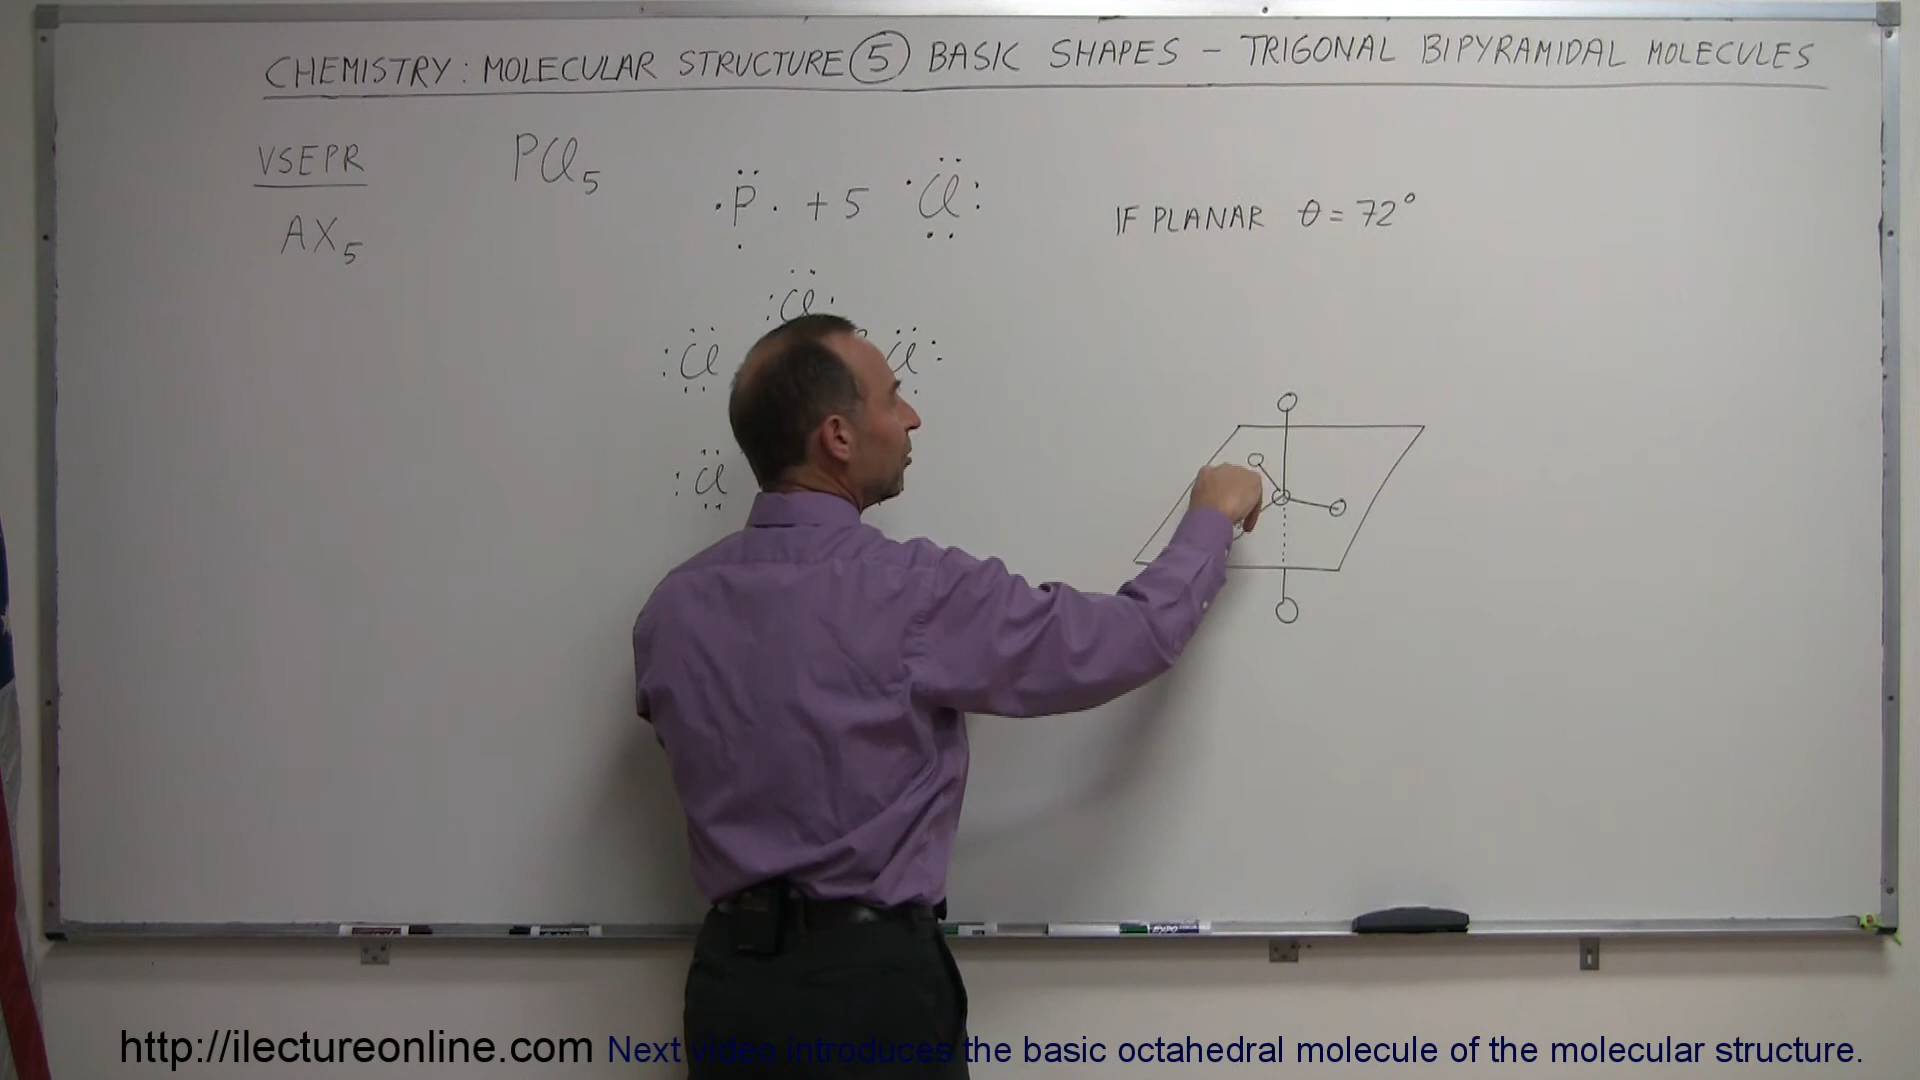 CHEMISTRY: MOLECULAR STRUCTURE 5 BASIC SHAPES – TRIGONAL BIPYRAMIDAL MOLECULES
VSEPR
AX5
PCl5
P + 5 Cl
IF PLANAR θ = 72°
Cl
Cl
Cl
Cl
http://ilectureonline.com Next video introduces the basic octahedral molecule of the molecular structure.